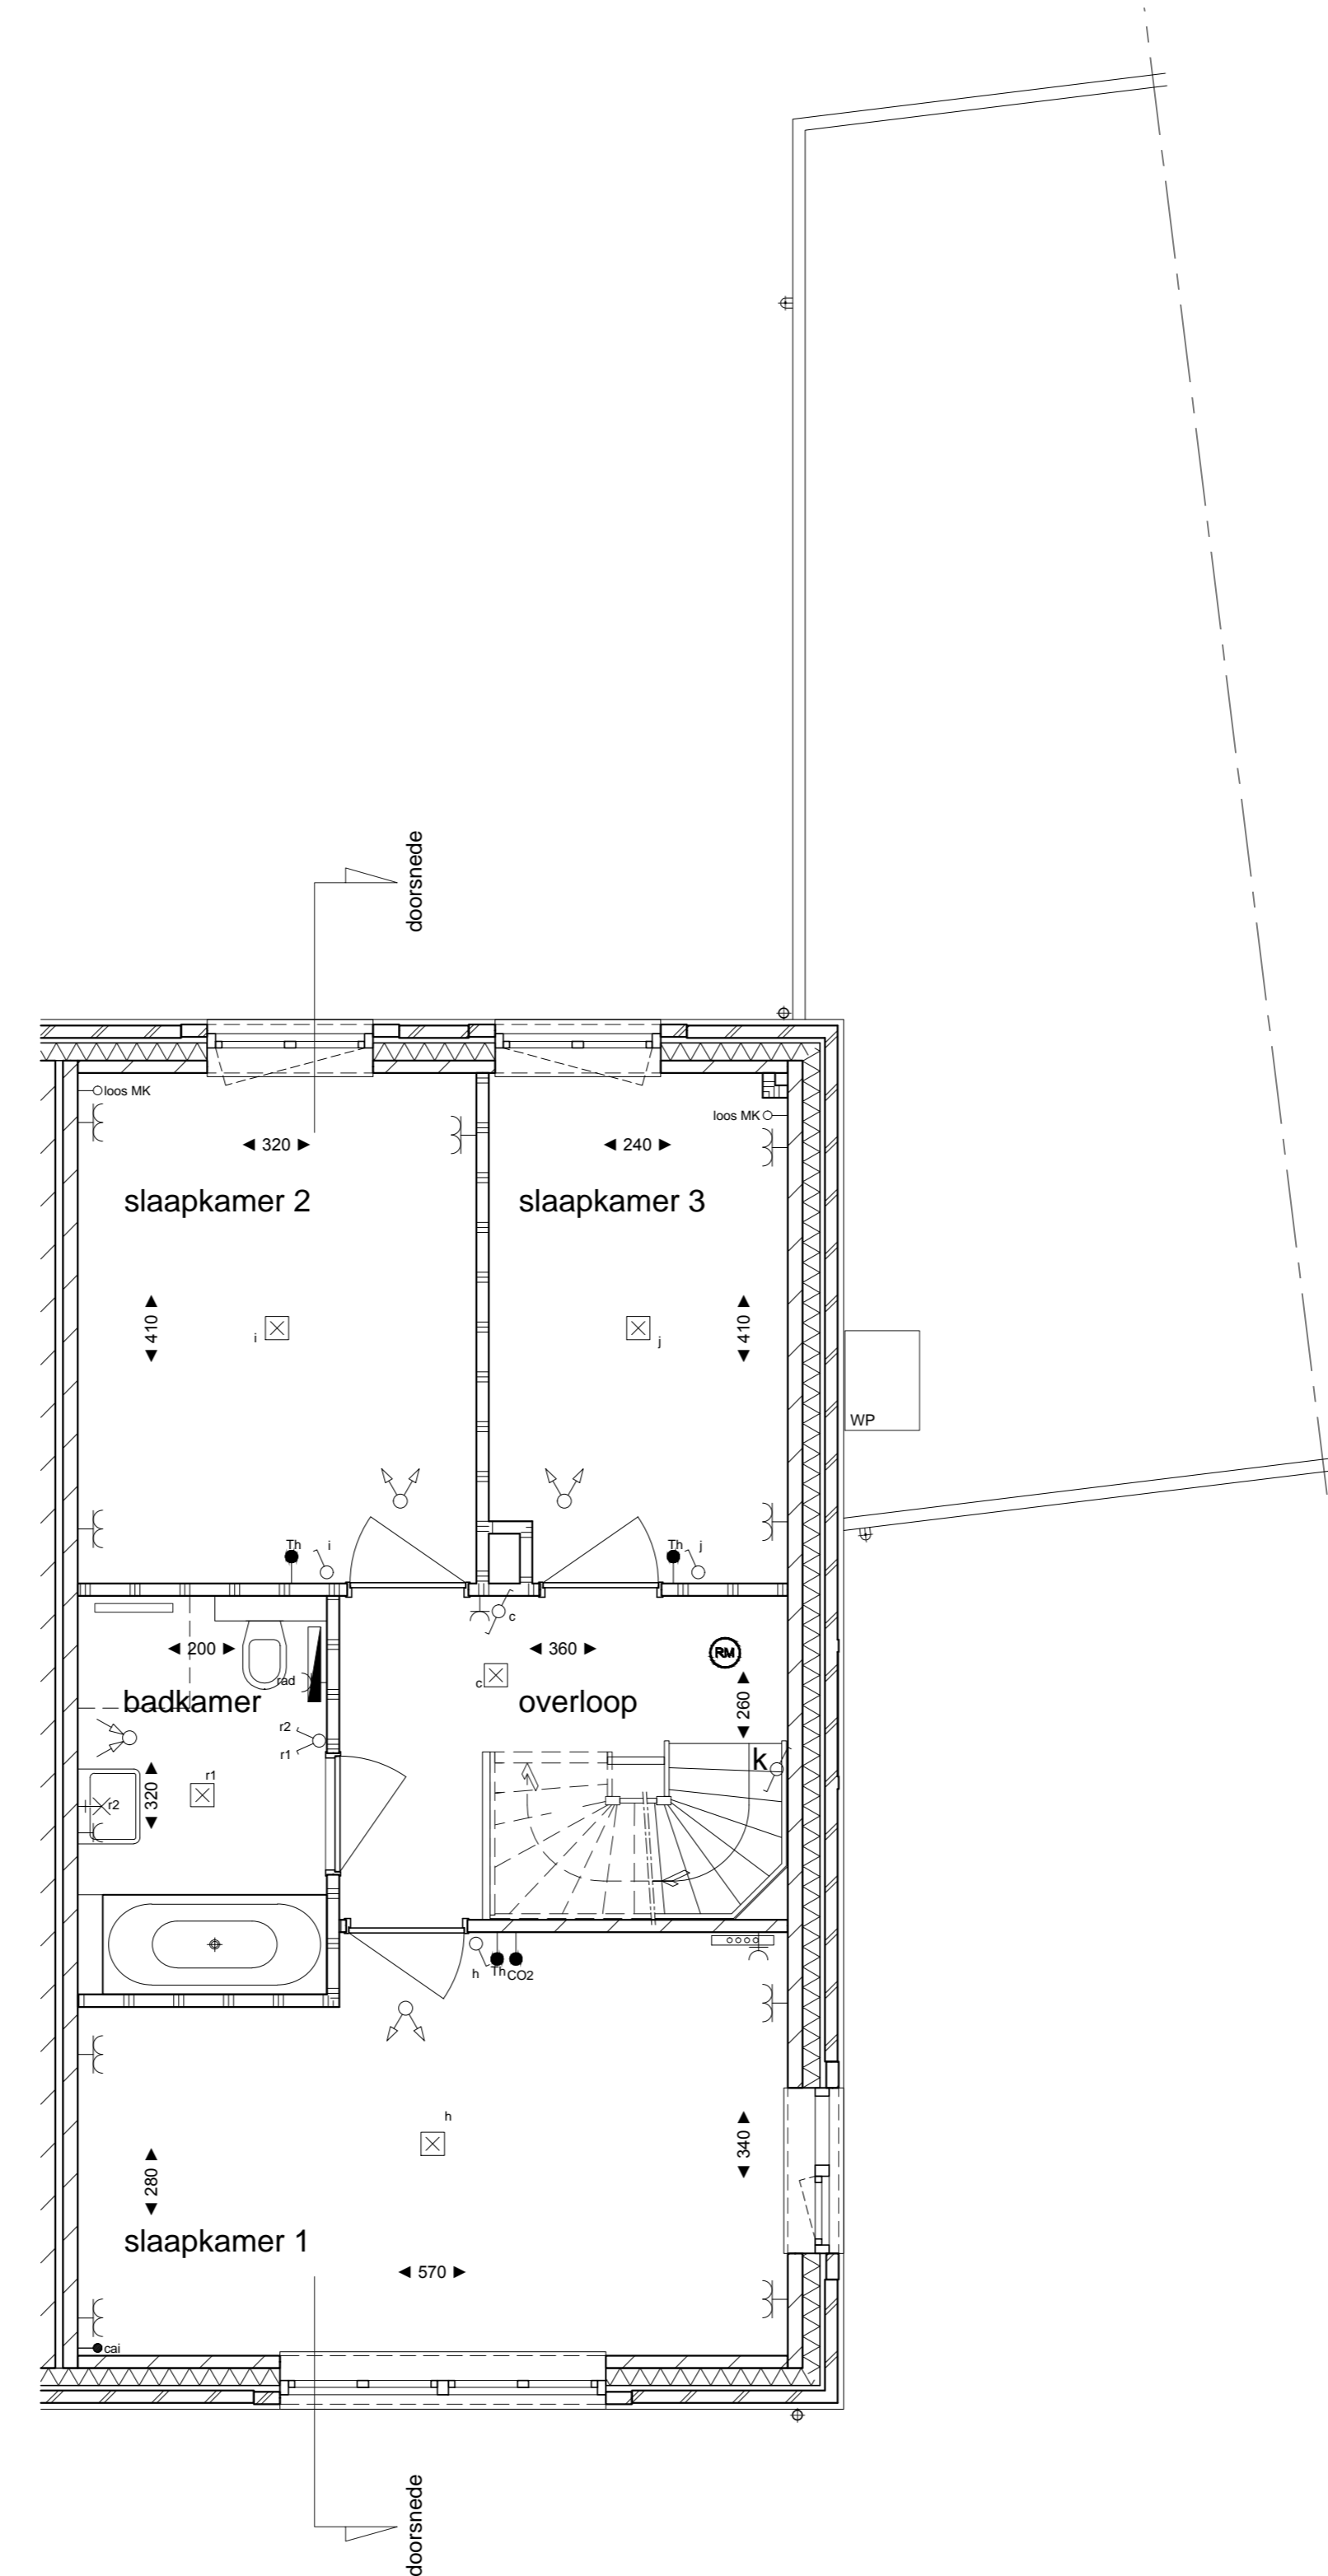 doorsnede
loos MK
loos MK
320
240
slaapkamer 2
slaapkamer 3
410
410
i
j
WP
Th
i
Th
j
c
200
360
RM
rad
c
260
badkamer
overloop
r2
r1
k
r1
320
r2
h
Th
CO2
h
340
280
slaapkamer 1
570
cai
doorsnede